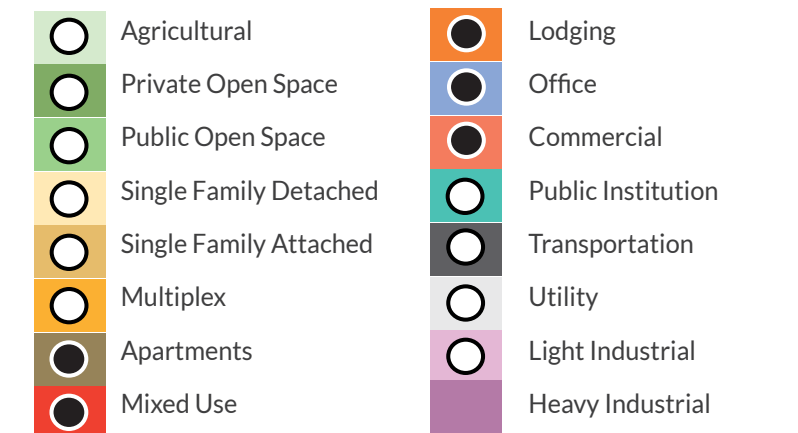 Agricultural
Private Open Space
Public Open Space
Single Family Detached
Single Family Attached
Multiplex
Apartments
Mixed Use
Lodging
Office
Commercial
Public Institution
Transportation
Utility
Light Industrial
Heavy Industrial